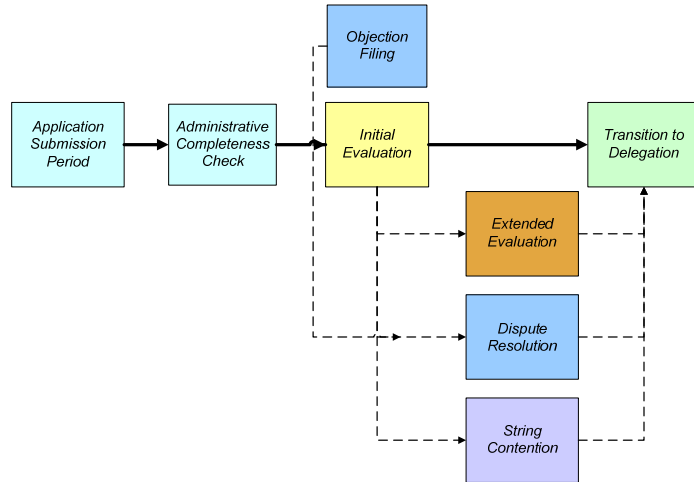 Objection
Filing
Application
Submission
Period
Administrative
Completeness
Check
Initial
Evaluation
Transition to
Delegation
Extended
Evaluation
Dispute
Resolution
String
Contention